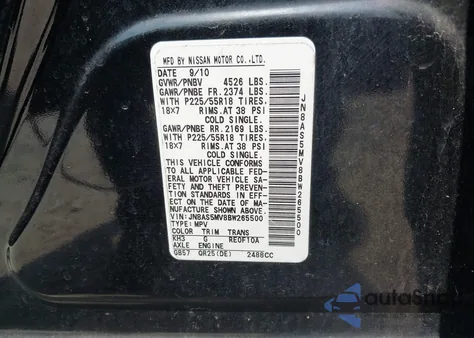 MFD BY NISSAN MOTOR CO.,LTD.
DATE 9/10
GVWR/PNBV 4526 LBS.
GAWR/PNBE FR. 2374 LBS.
WITH P225/55R18 TIRES.
18X7 RIMS.AT 38 PSI
COLD SINGLE.
GAWR/PNBE RR. 2169 LBS.
WITH P225/55R18 TIRES.
18X7 RIMS.AT 38 PSI
COLD SINGLE.
THIS VEHICLE CONFORMS
TO ALL APPLICABLE FED-
ERAL MOTOR VEHICLE SA-
FETY AND THEFT PREVEN-
TION STANDARDS IN EFF-
ECT ON THE DATE OF MA-
NUFACTURE SHOWN ABOVE.
VIN:JN8AS5MV8BW265500
TYPE:MPV
COLOR TRIM TRANS
KH3 G RE0F10A
AXLE ENGINE
GB57 QR25(DE) 2488CC
JN8AS5MV8BW265500